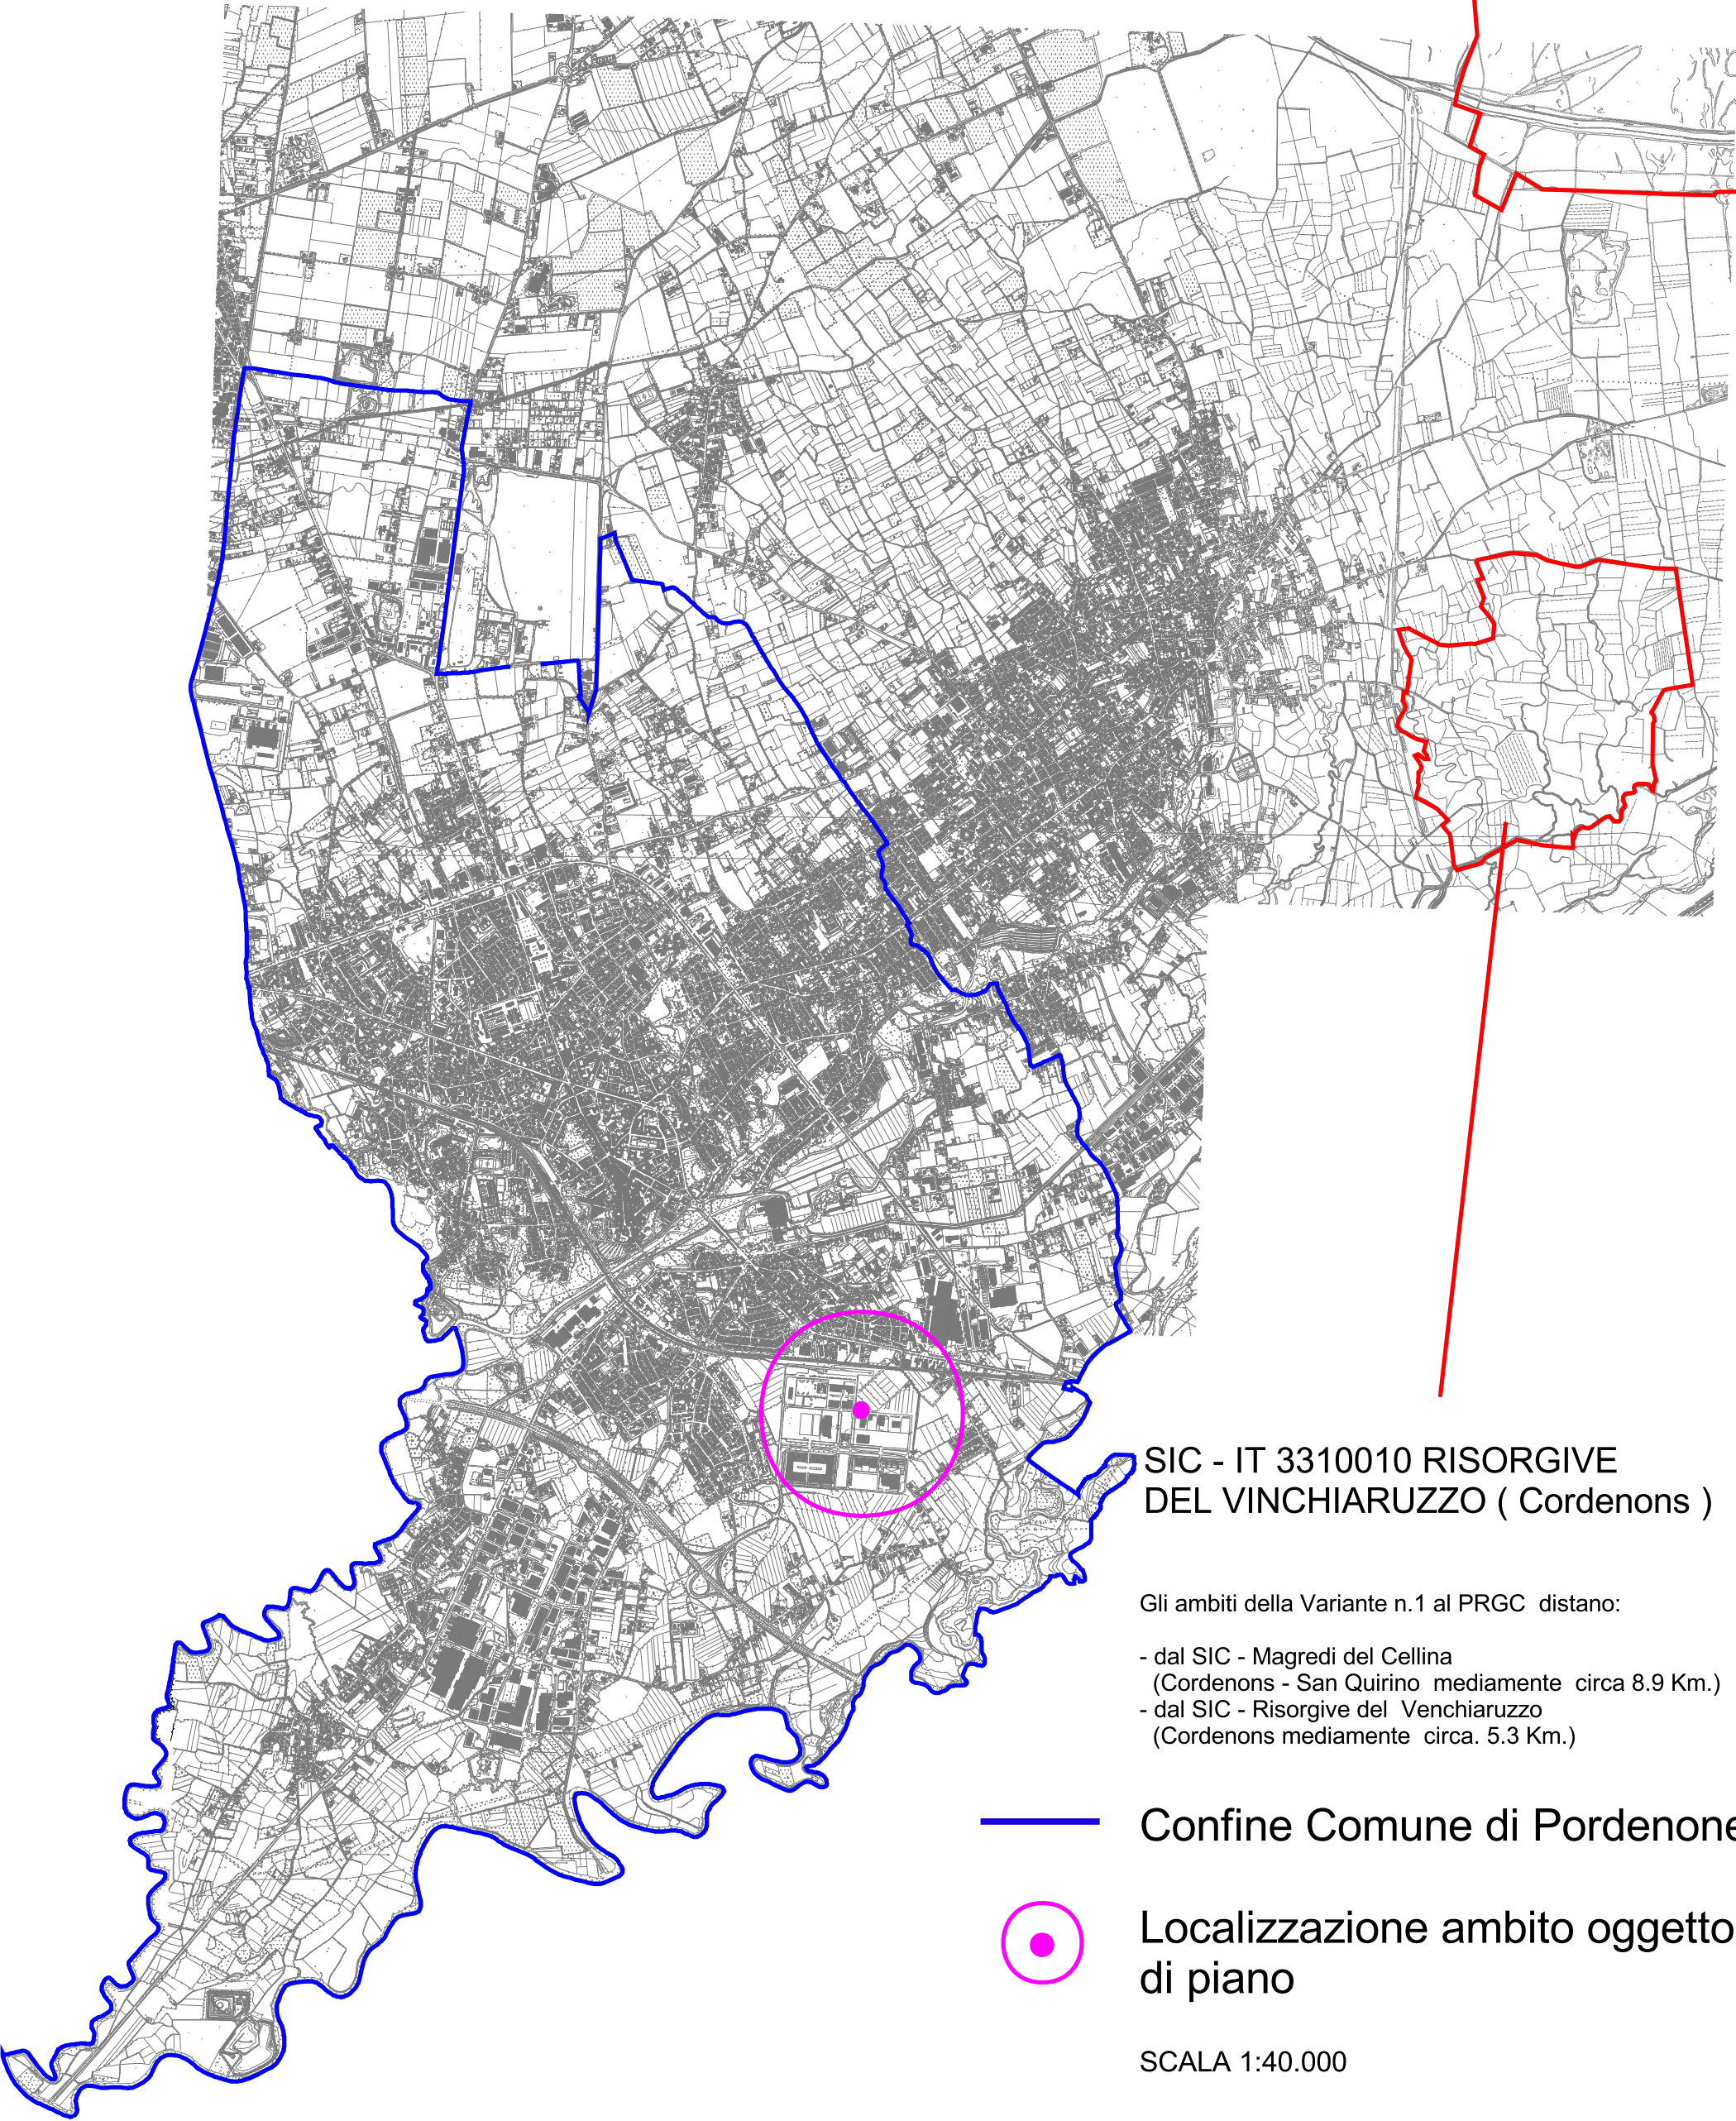 SIC - IT 3310010 RISORGIVE
DEL VINCHIARUZZO ( Cordenons )
Gli ambiti della Variante n.1 al PRGC distano:
- dal SIC - Magredi del Cellina
(Cordenons - San Quirino mediamente circa 8.9 Km.)
- dal SIC - Risorgive del Venchiaruzzo
(Cordenons mediamente circa. 5.3 Km.)
Confine Comune di Pordenone
Localizzazione ambito oggetto
di piano
SCALA 1:40.000